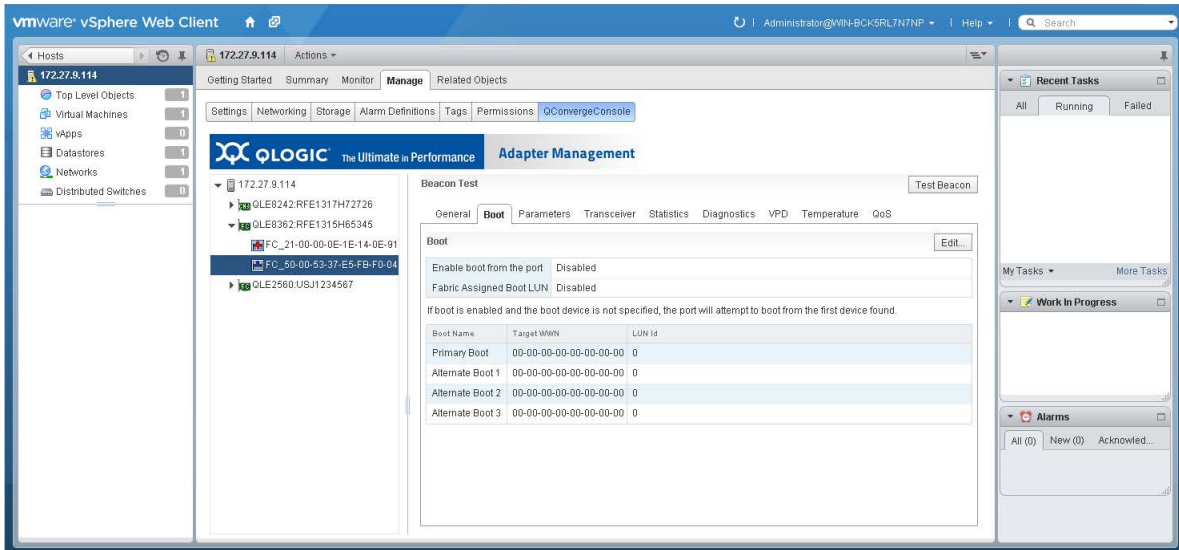 vmware® vSphere Web Client
Administrator@WIN-BCK5RL7N7NP
Help
Search
Hosts
172.27.9.114
Top Level Objects 1
Virtual Machines 1
vApps 0
Datastores 1
Networks 1
Distributed Switches 0
172.27.9.114 Actions
Getting Started Summary Monitor Manage Related Objects
Settings Networking Storage Alarm Definitions Tags Permissions QConvergeConsole
QLOGIC® The Ultimate in Performance Adapter Management
172.27.9.114
QLE8242:RFE1317H72726
QLE8362:RFE1315H65345
FC_21-00-00-0E-1E-14-0E-91
FC_50-00-53-37-E5-FB-F0-04
QLE2560:USJ1234567
Beacon Test Test Beacon
General Boot Parameters Transceiver Statistics Diagnostics VPD Temperature QoS
Boot Edit...
Enable boot from the port Disabled
Fabric Assigned Boot LUN Disabled
If boot is enabled and the boot device is not specified, the port will attempt to boot from the first device found.
Boot Name Target WWN LUN Id
Primary Boot 00-00-00-00-00-00-00-00 0
Alternate Boot 1 00-00-00-00-00-00-00-00 0
Alternate Boot 2 00-00-00-00-00-00-00-00 0
Alternate Boot 3 00-00-00-00-00-00-00-00 0
Recent Tasks
All Running Failed
My Tasks More Tasks
Work In Progress
Alarms
All (0) New (0) Acknowled...